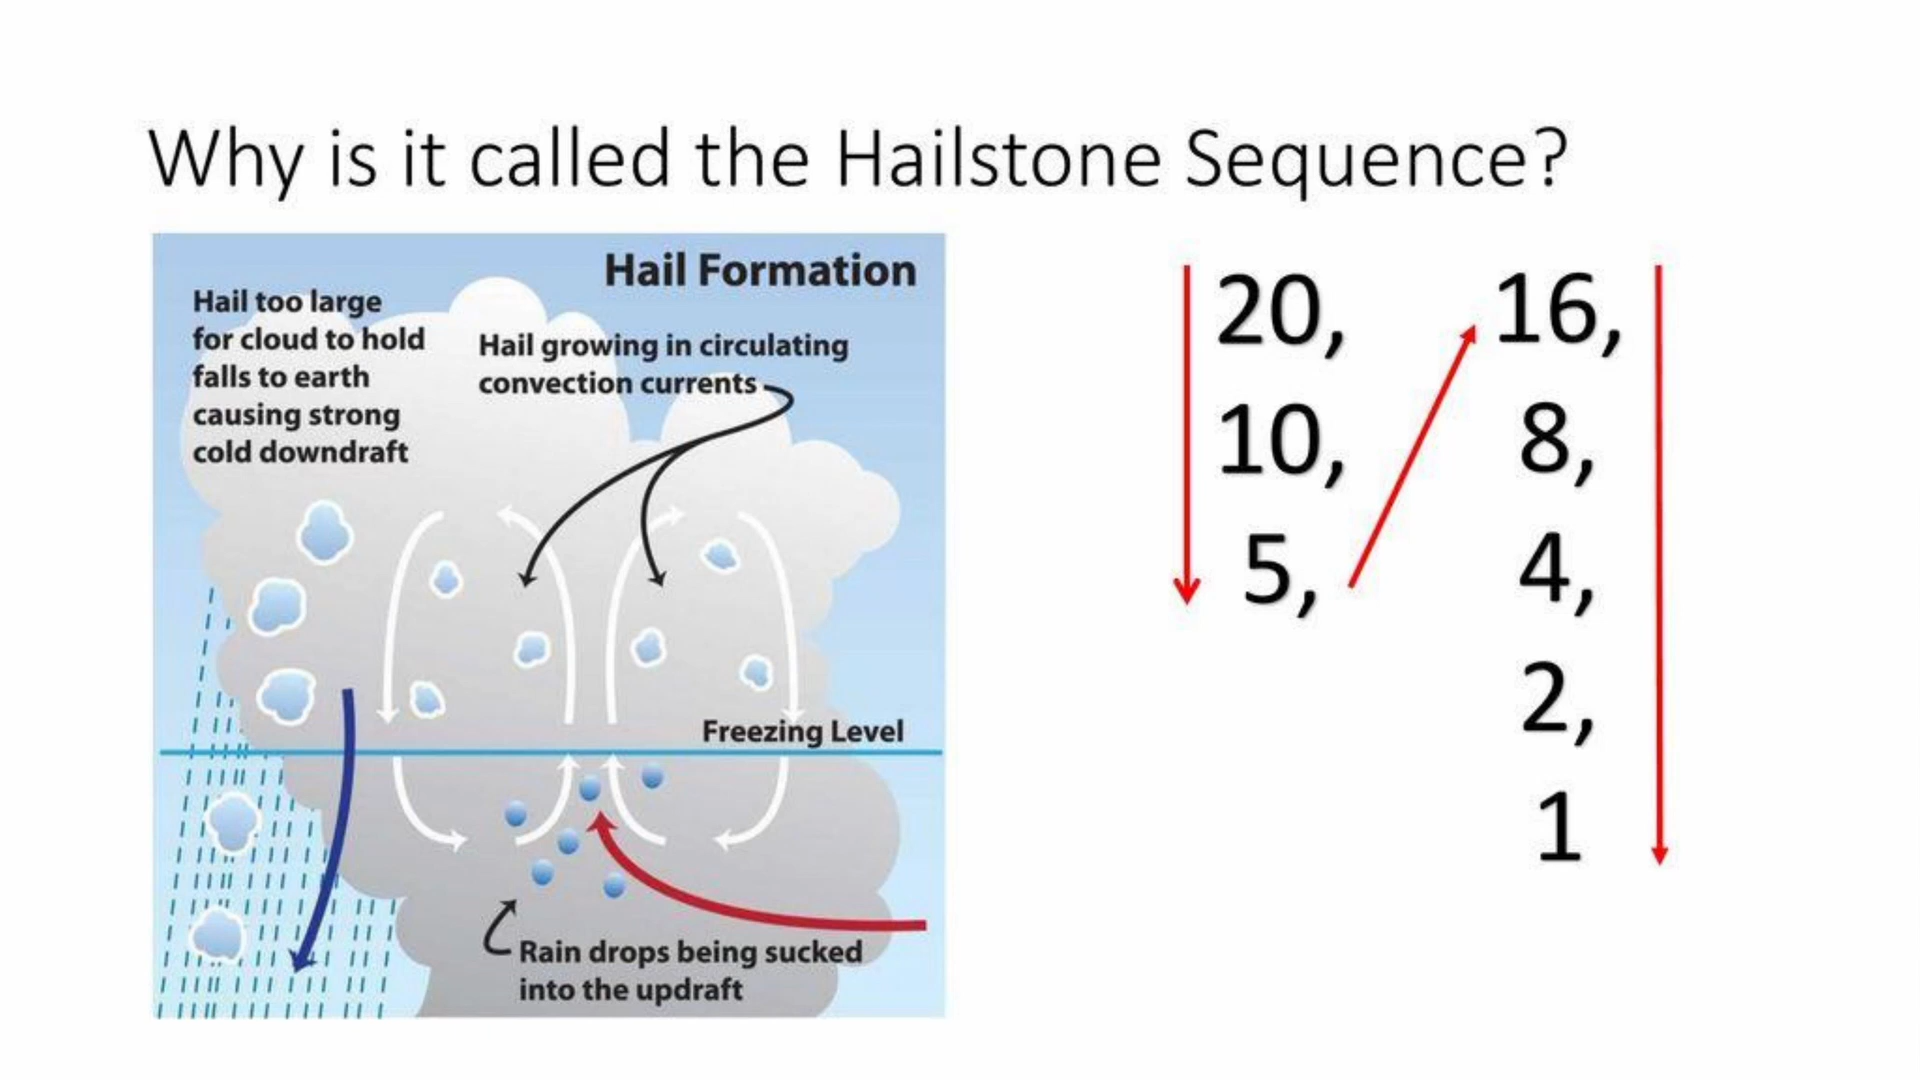 Why is it called the Hailstone Sequence?
Hail Formation
Hail too large
for cloud to hold
falls to earth
causing strong
cold downdraft
Hail growing in circulating
convection currents
Freezing Level
Rain drops being sucked
into the updraft
20,
10,
5,
16,
8,
4,
2,
1